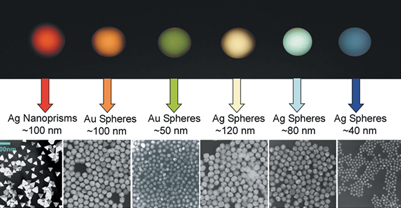 Ag Nanoprisms Au Spheres Au Spheres Ag Spheres Ag Spheres Ag Spheres
~100 nm ~100 nm ~50 nm ~120 nm ~80 nm ~40 nm